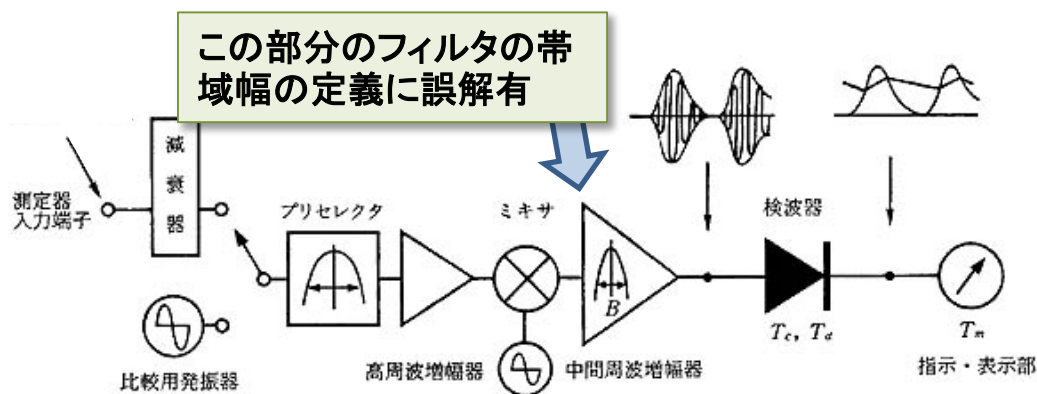 この部分のフィルタの帯
域幅の定義に誤解有
減
衰
器
測定器
入力端子
プリセレクタ
ミキサ
検波器
B
Tc, Td
Tm
比較用発振器
高周波増幅器
中間周波増幅器
指示・表示部